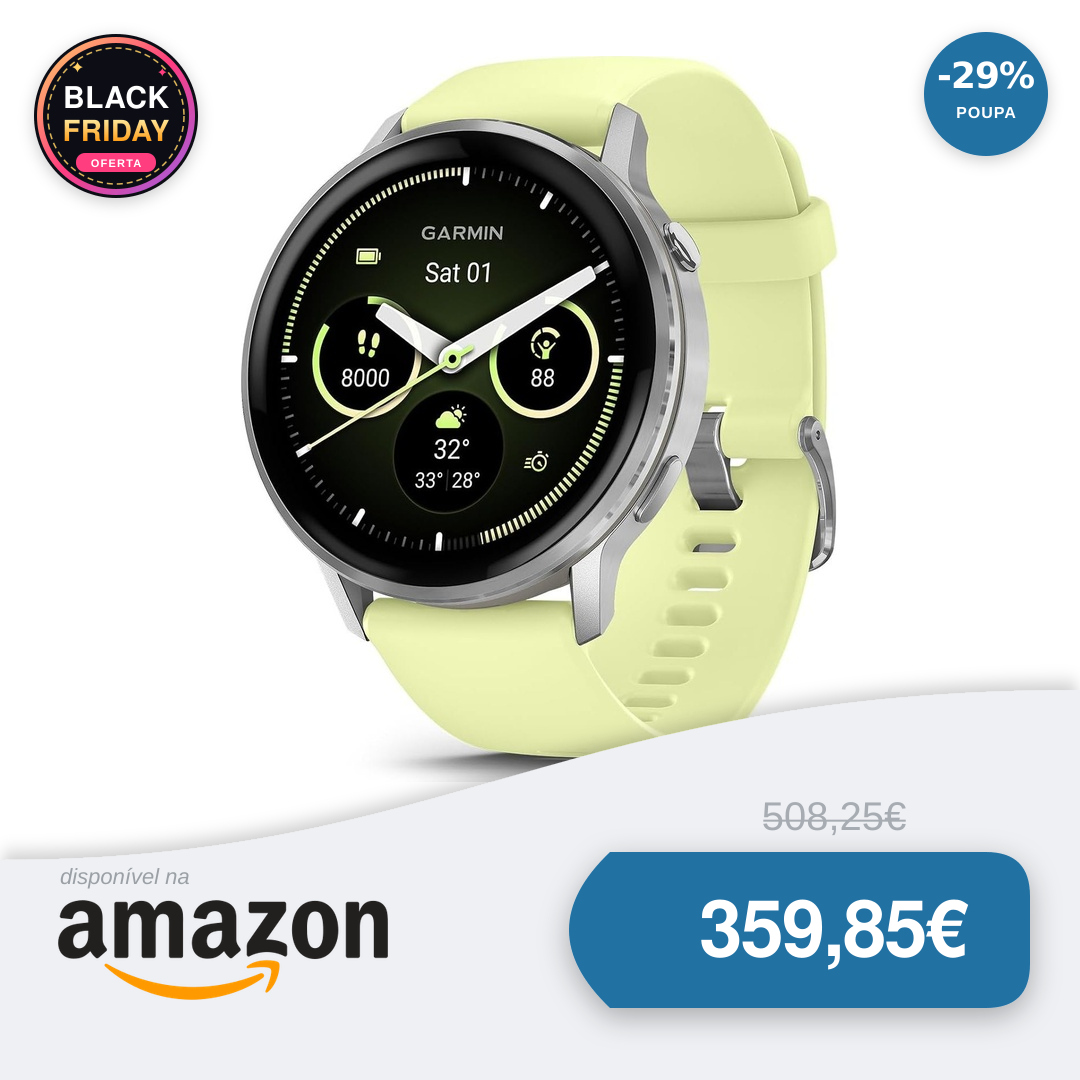 BLACK
FRIDAY
OFERTA
-29%
POUPA
GARMIN
Sat 01
8000
88
32°
33° 28°
508,25€
disponível na
amazon
359,85€